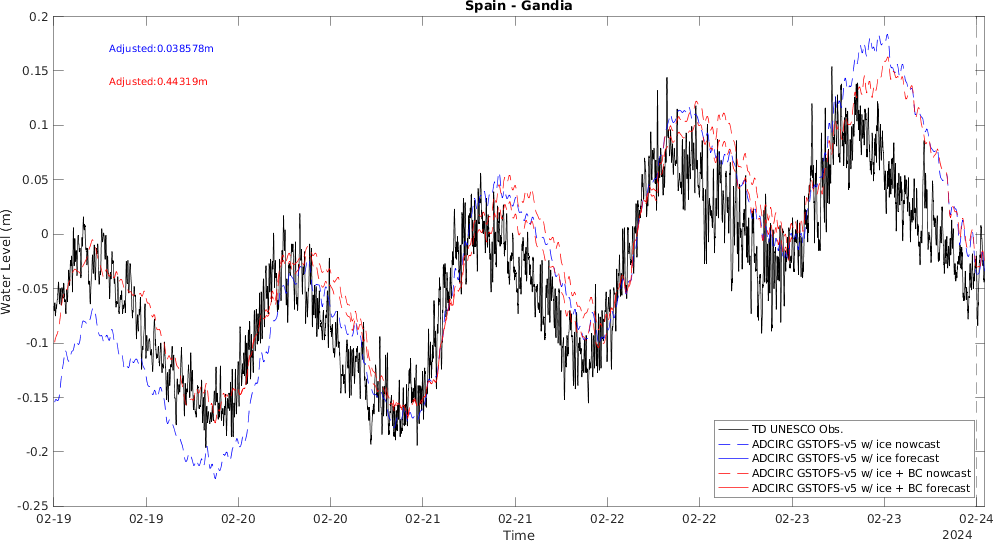 Spain - Gandia
0.2
0.15
0.1
0.05
0
-0.05
-0.1
-0.15
-0.2
-0.25
Water Level (m)
Adjusted:0.038578m
Adjusted:0.44319m
TD UNESCO Obs.
ADCIRC GSTOFS-v5 w/ ice nowcast
ADCIRC GSTOFS-v5 w/ ice forecast
ADCIRC GSTOFS-v5 w/ ice + BC nowcast
ADCIRC GSTOFS-v5 w/ ice + BC forecast
02-19 02-19 02-20 02-20 02-21 02-21 02-22 02-22 02-23 02-23 02-24
Time
2024